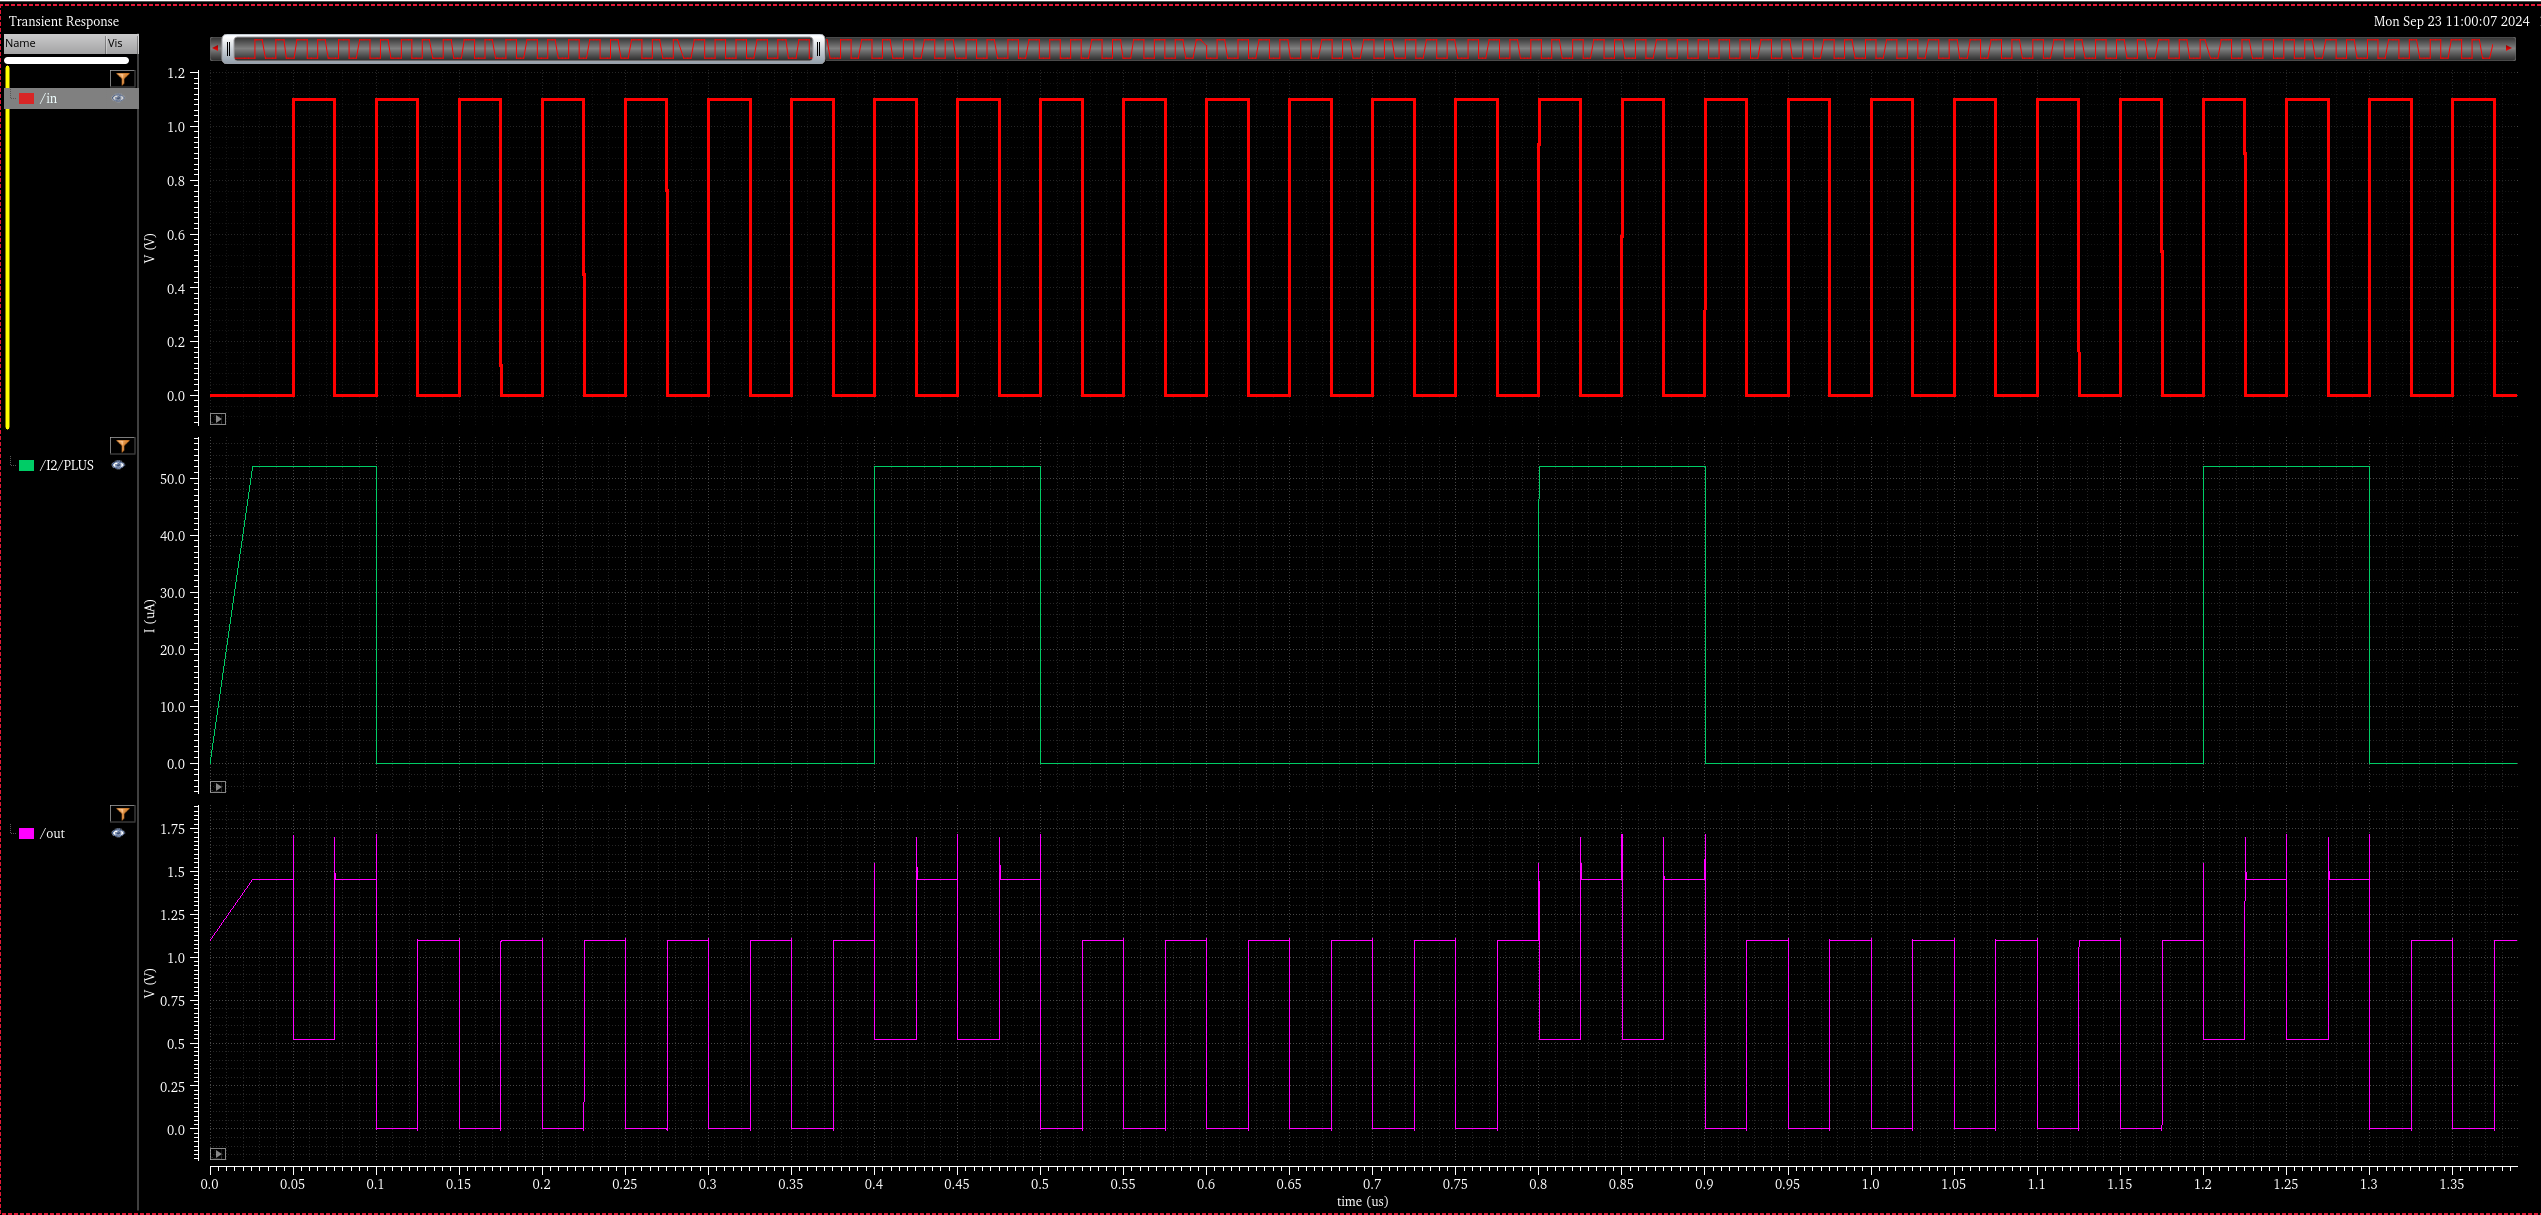 Transient Response
Mon Sep 23 11:00:07 2024
Name Vis
/in
1.2
1.0
0.8
0.6
0.4
0.2
0.0
V (V)
/I2/PLUS
50.0
40.0
30.0
20.0
10.0
0.0
I (uA)
/out
1.75
1.5
1.25
1.0
0.75
0.5
0.25
0.0
V (V)
0.0 0.05 0.1 0.15 0.2 0.25 0.3 0.35 0.4 0.45 0.5 0.55 0.6 0.65 0.7 0.75 0.8 0.85 0.9 0.95 1.0 1.05 1.1 1.15 1.2 1.25 1.3 1.35
time (us)